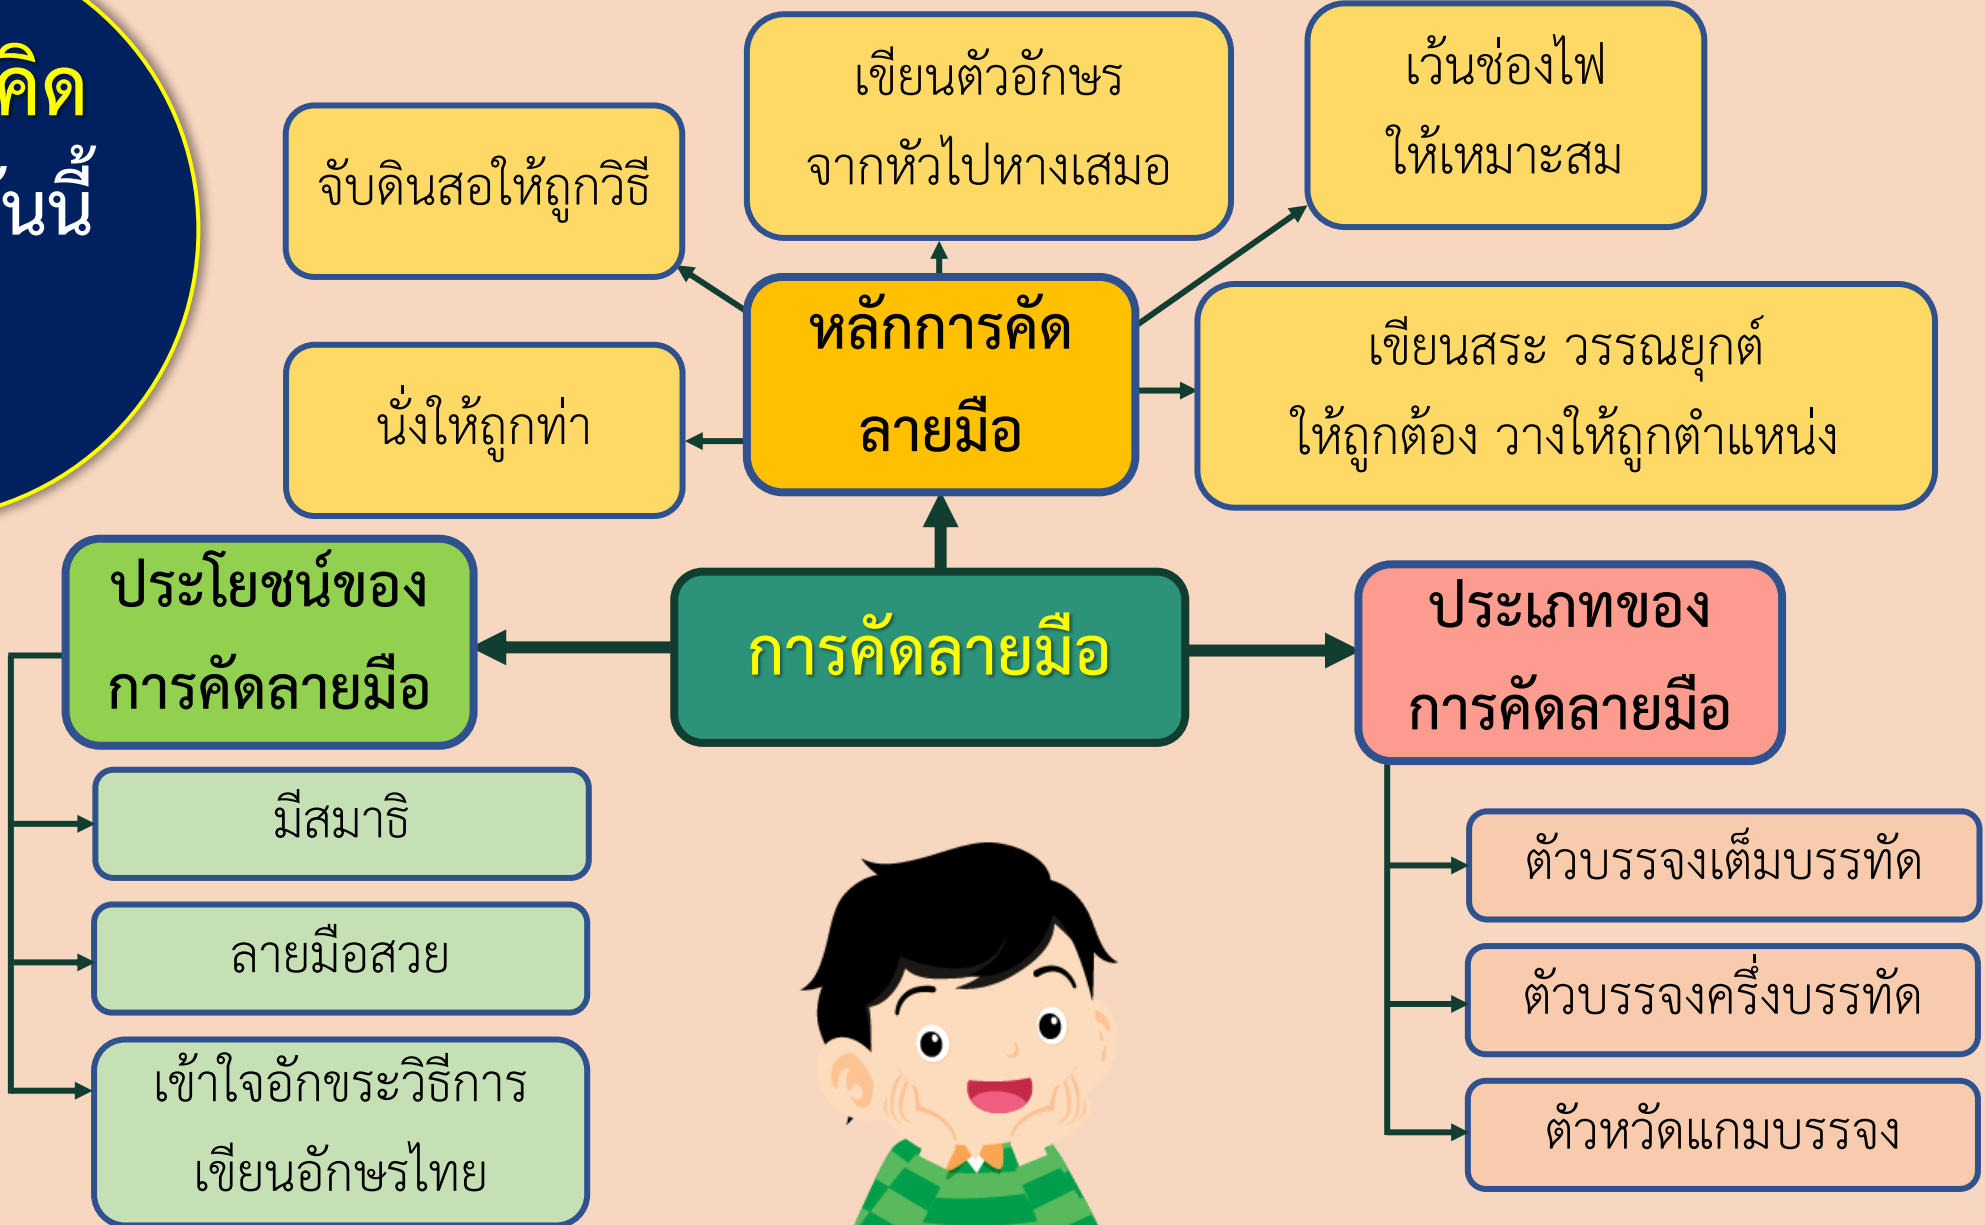 คิด
นนี้
เขียนตัวอักษร
จากหัวไปหางเสมอ
เว้นช่องไฟ
ให้เหมาะสม
จับดินสอให้ถูกวิธี
หลักการคัด
ลายมือ
เขียนสระ วรรณยุกต์
ให้ถูกต้อง วางให้ถูกตำแหน่ง
นั่งให้ถูกท่า
ประโยชน์ของ
การคัดลายมือ
การคัดลายมือ
ประเภทของ
การคัดลายมือ
มีสมาธิ
ลายมือสวย
เข้าใจอักขระวิธีการ
เขียนอักษรไทย
ตัวบรรจงเต็มบรรทัด
ตัวบรรจงครึ่งบรรทัด
ตัวหวัดแกมบรรจง